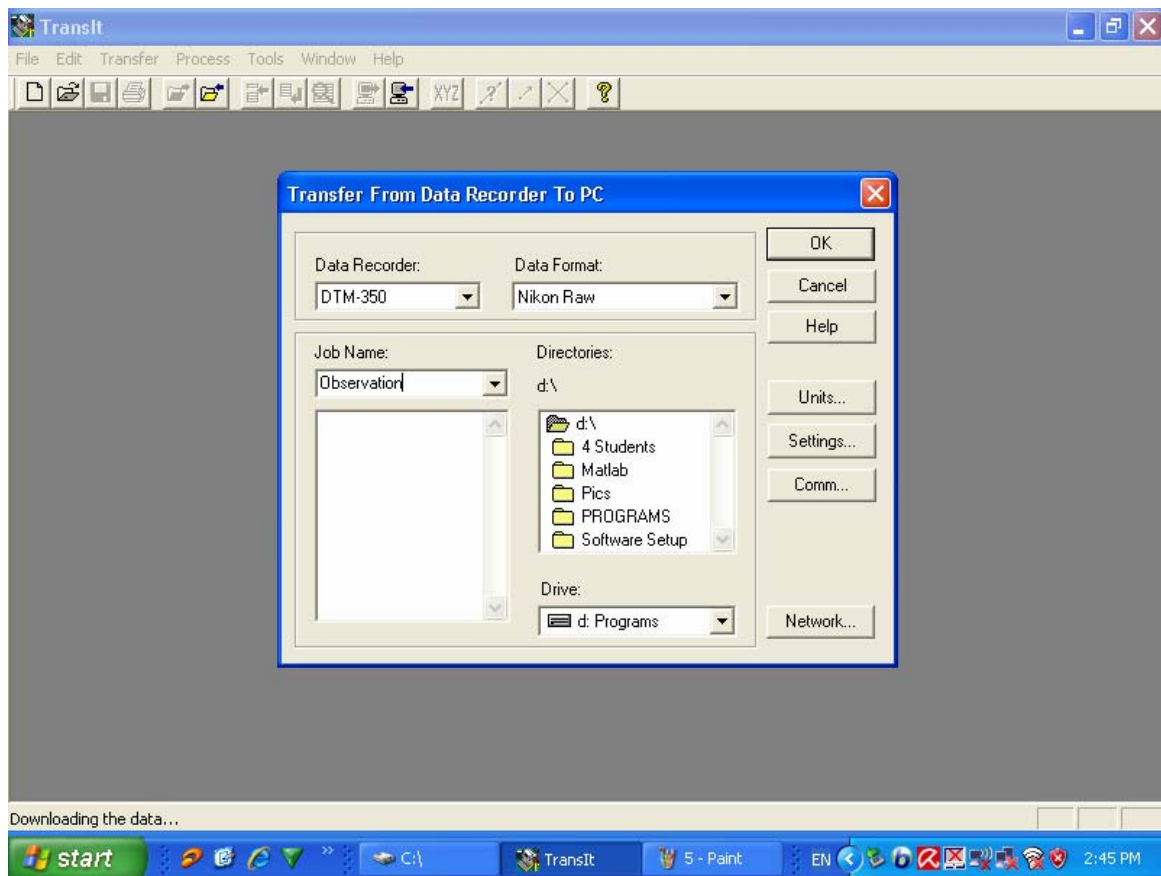 TransIt
File Edit Transfer Process Tools Window Help
XYZ
Transfer From Data Recorder To PC
Data Recorder: Data Format:
DTM-350 Nikon Raw
OK
Cancel
Help
Job Name: Directories:
Observation d:\
d:\
4 Students
Matlab
Pics
PROGRAMS
Software Setup
Units...
Settings...
Comm...
Drive:
d: Programs
Network...
Downloading the data...
start C:\ TransIt 5 - Paint EN 2:45 PM